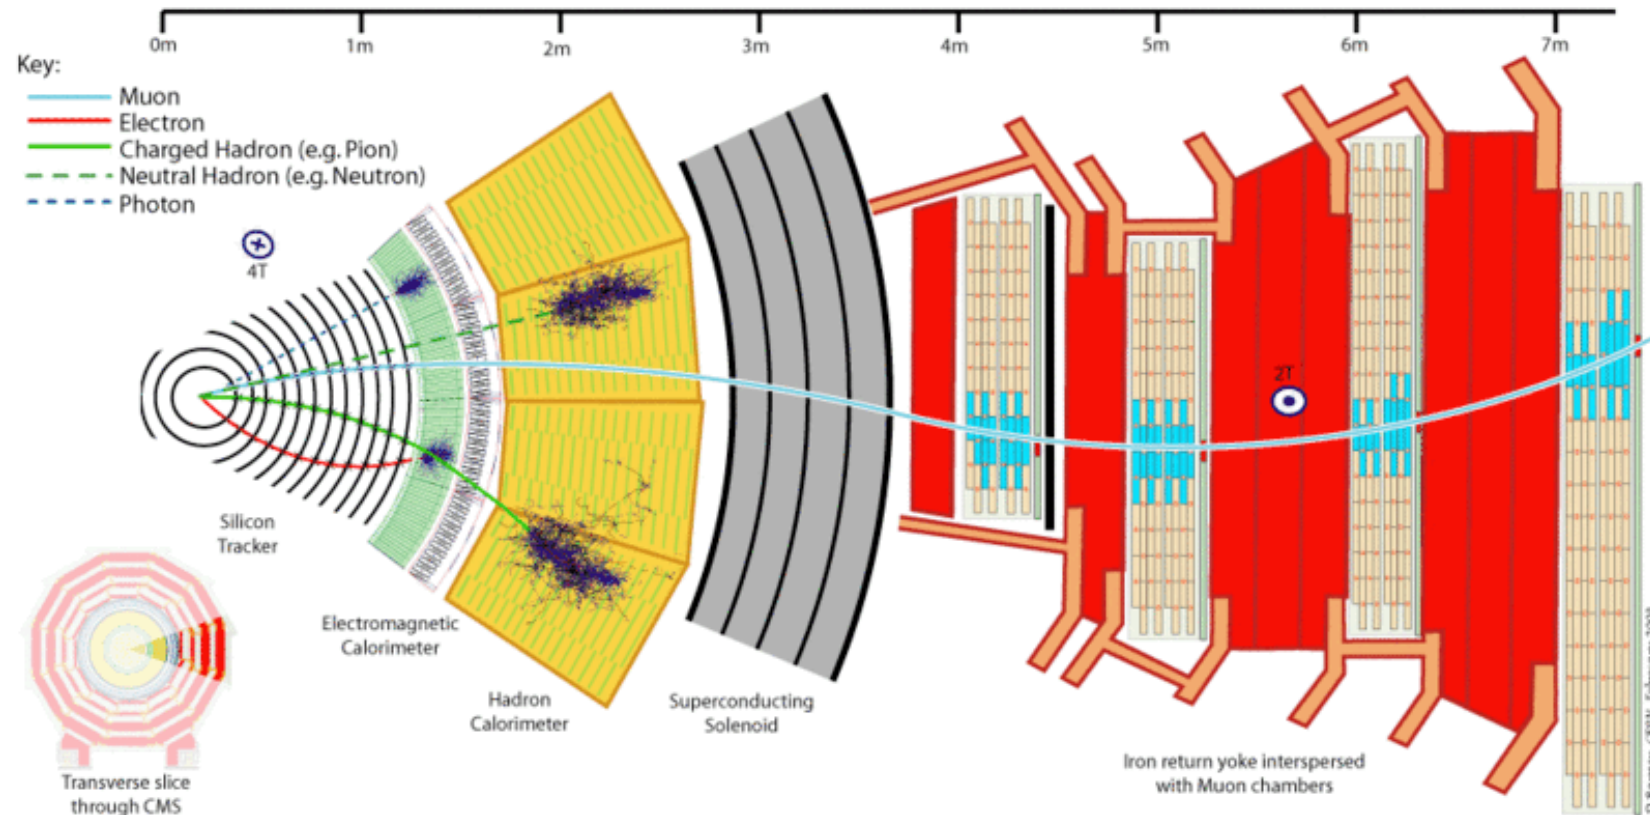 0m 1m 2m 3m 4m 5m 6m 7m
Key:
Muon
Electron
Charged Hadron (e.g. Pion)
Neutral Hadron (e.g. Neutron)
Photon
4T
2T
Silicon
Tracker
Electromagnetic
Calorimeter
Hadron
Calorimeter
Superconducting
Solenoid
Iron return yoke interspersed
with Muon chambers
Transverse slice
through CMS